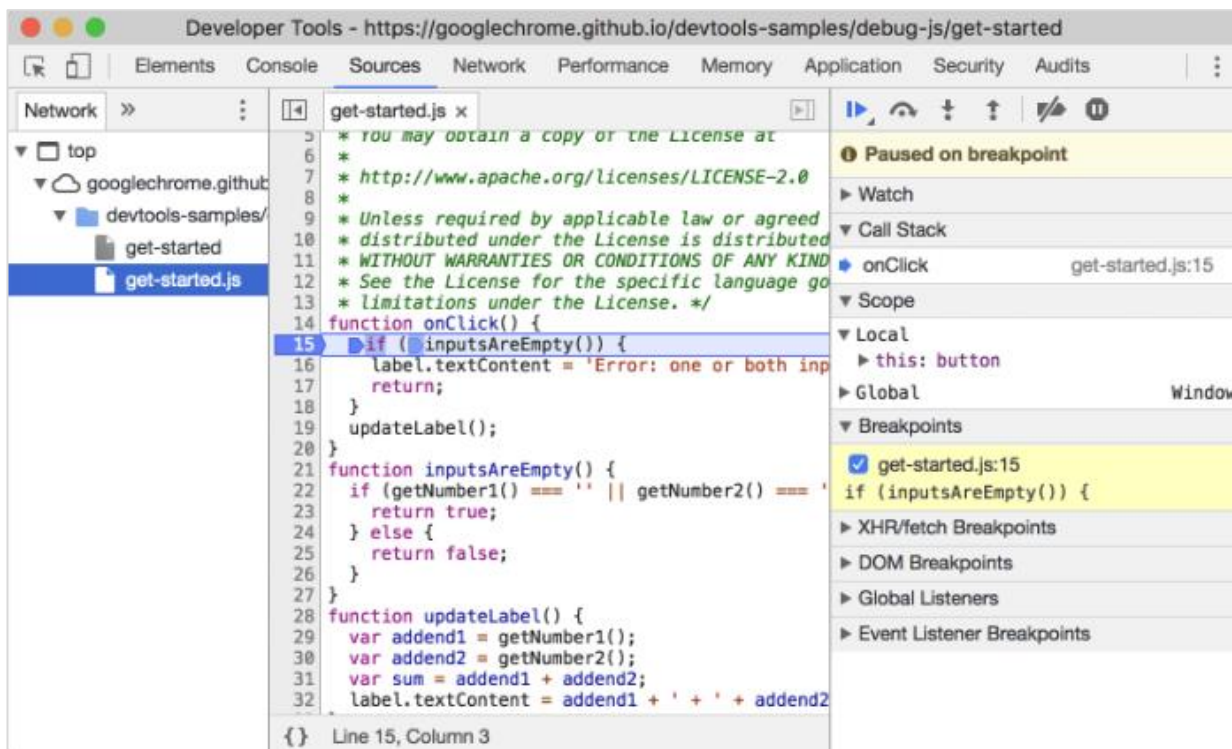 Developer Tools - https://googlechrome.github.io/devtools-samples/debug-js/get-started
Elements Console Sources Network Performance Memory Application Security Audits
Network
top
googlechrome.github
devtools-samples/
get-started
get-started.js
get-started.js ×
5 * You may obtain a copy of the License at
6 *
7 * http://www.apache.org/licenses/LICENSE-2.0
8 *
9 * Unless required by applicable law or agreed
10 * distributed under the License is distributed
11 * WITHOUT WARRANTIES OR CONDITIONS OF ANY KIND
12 * See the License for the specific language go
13 * limitations under the License. */
14 function onClick() {
15 if (inputsAreEmpty()) {
16 label.textContent = 'Error: one or both inp
17 return;
18 }
19 updateLabel();
20 }
21 function inputsAreEmpty() {
22 if (getNumber1() === '' || getNumber2() === '
23 return true;
24 } else {
25 return false;
26 }
27 }
28 function updateLabel() {
29 var addend1 = getNumber1();
30 var addend2 = getNumber2();
31 var sum = addend1 + addend2;
32 label.textContent = addend1 + ' + ' + addend2
{} Line 15, Column 3
Paused on breakpoint
Watch
Call Stack
onClick get-started.js:15
Scope
Local
this: button
Global Window
Breakpoints
get-started.js:15
if (inputsAreEmpty()) {
XHR/fetch Breakpoints
DOM Breakpoints
Global Listeners
Event Listener Breakpoints